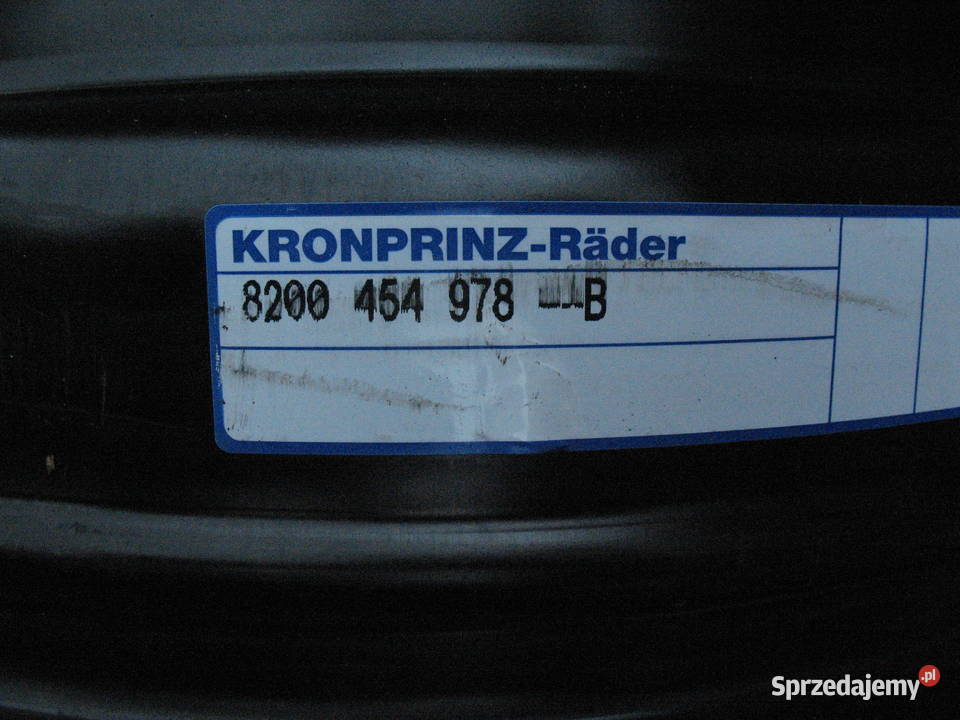 KRONPRINZ-Räder
8200 454 978 --B
Sprzedajemy.pl